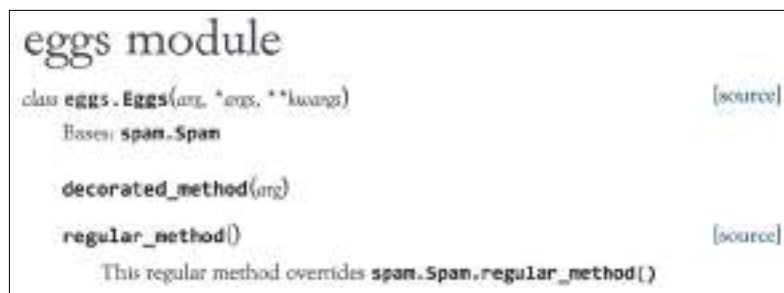 eggs module
class eggs.Eggs(arg, *args, **kwargs) [source]
Bases: spam.Spam
decorated_method(arg)
regular_method() [source]
This regular method overrides spam.Spam.regular_method()